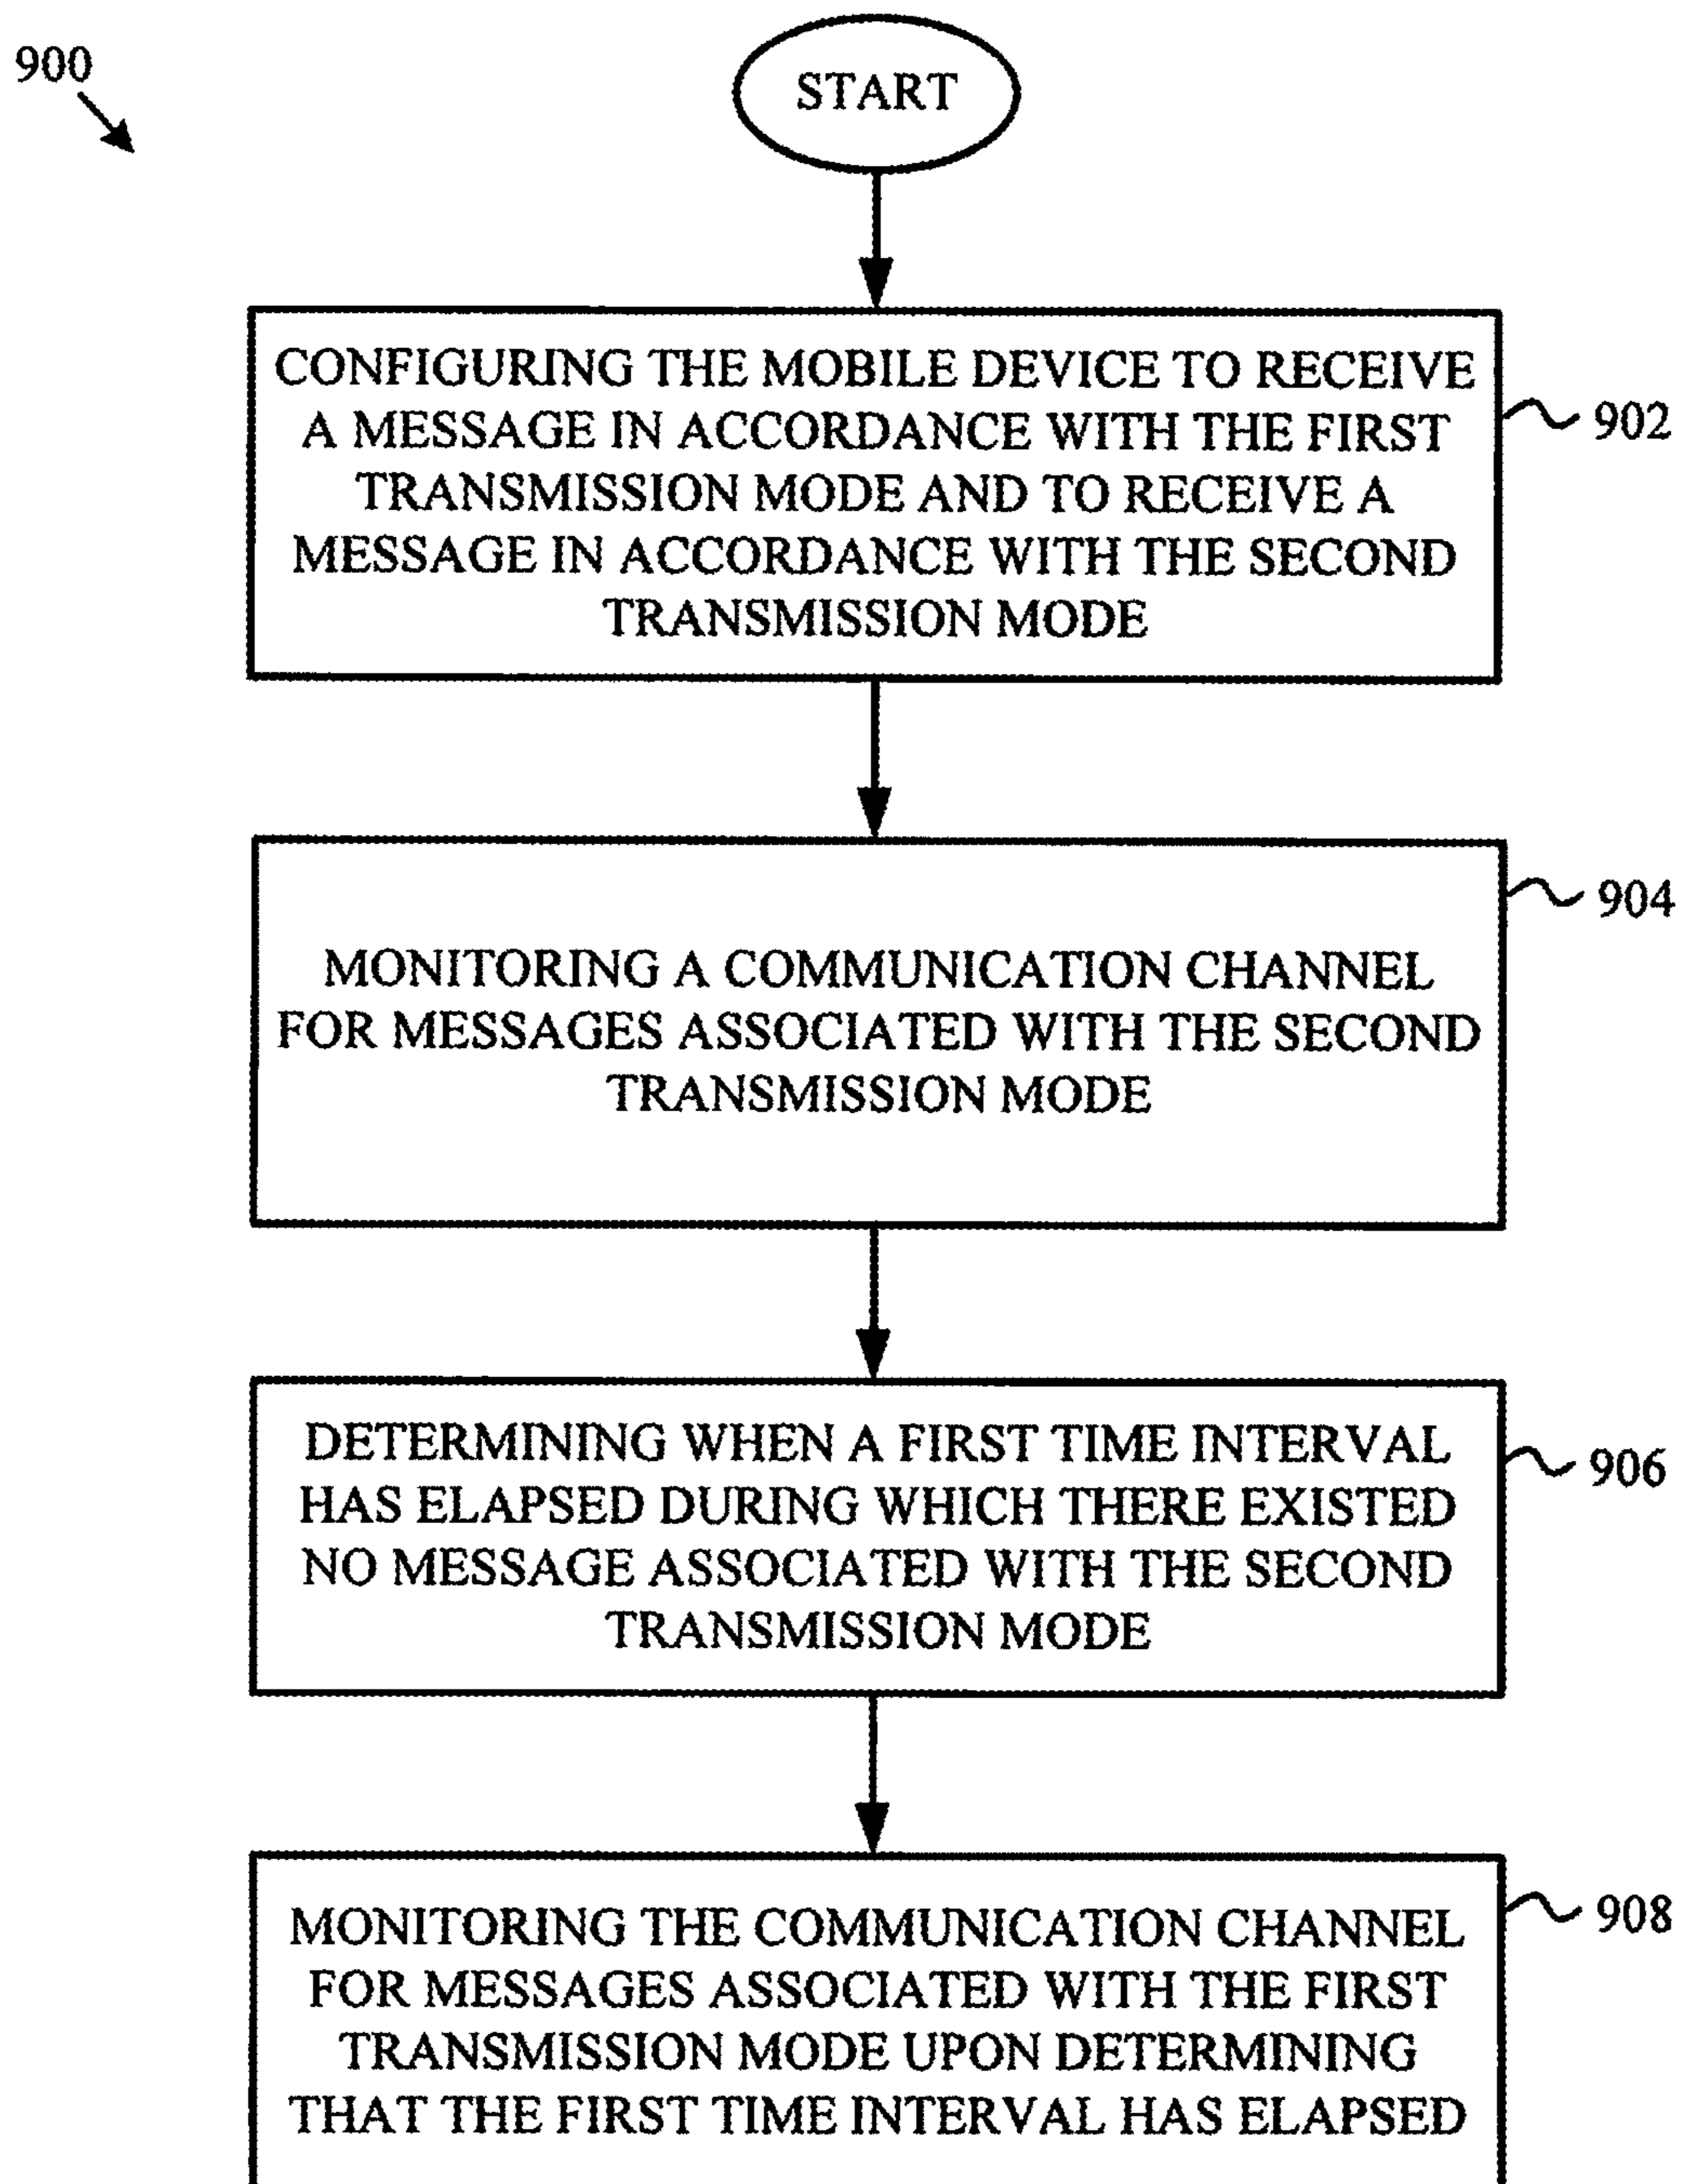 900
START
CONFIGURING THE MOBILE DEVICE TO RECEIVE
A MESSAGE IN ACCORDANCE WITH THE FIRST
TRANSMISSION MODE AND TO RECEIVE A
MESSAGE IN ACCORDANCE WITH THE SECOND
TRANSMISSION MODE
902
904
MONITORING A COMMUNICATION CHANNEL
FOR MESSAGES ASSOCIATED WITH THE SECOND
TRANSMISSION MODE
DETERMINING WHEN A FIRST TIME INTERVAL
HAS ELAPSED DURING WHICH THERE EXISTED
NO MESSAGE ASSOCIATED WITH THE SECOND
TRANSMISSION MODE
906
MONITORING THE COMMUNICATION CHANNEL
FOR MESSAGES ASSOCIATED WITH THE FIRST
TRANSMISSION MODE UPON DETERMINING
THAT THE FIRST TIME INTERVAL HAS ELAPSED
908